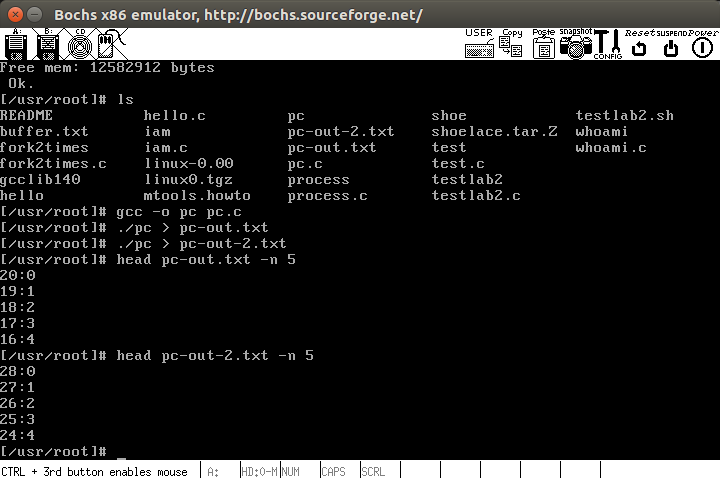 Bochs x86 emulator, http://bochs.sourceforge.net/
A: B: CD USER Copy Paste snapshot CONFIG Reset SUSPEND Power
Free mem: 12582912 bytes
Ok.
[/usr/root]# ls
README hello.c pc shoe testlab2.sh
buffer.txt iam pc-out-2.txt shoelace.tar.Z whoami
fork2times iam.c pc-out.txt test whoami.c
fork2times.c linux-0.00 pc.c test.c
gcclib140 linux0.tgz process testlab2
hello mtools.howto process.c testlab2.c
[/usr/root]# gcc -o pc pc.c
[/usr/root]# ./pc > pc-out.txt
[/usr/root]# ./pc > pc-out-2.txt
[/usr/root]# head pc-out.txt -n 5
20:0
19:1
18:2
17:3
16:4
[/usr/root]# head pc-out-2.txt -n 5
28:0
27:1
26:2
25:3
24:4
[/usr/root]# _
CTRL + 3rd button enables mouse A: HD:0-M NUM CAPS SCRL